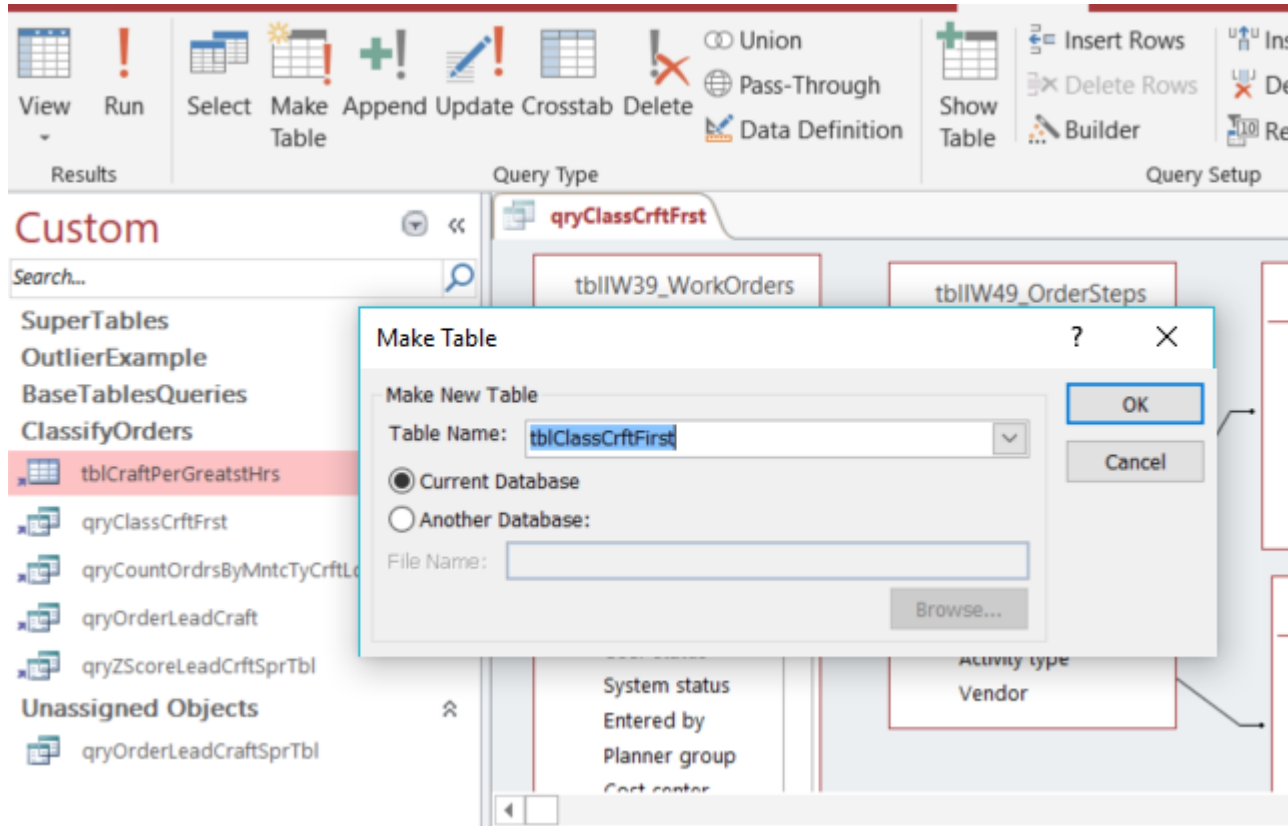 View
Run
Select
Make Table
Append
Update
Crosstab
Delete
Union
Pass-Through
Data Definition
Show Table
Insert Rows
Delete Rows
Builder
Results
Query Type
Query Setup
Custom
Search...
SuperTables
OutlierExample
BaseTablesQueries
ClassifyOrders
tblCraftPerGreatstHrs
qryClassCrftFrst
qryCountOrdrsByMntcTyCrftLc
qryOrderLeadCraft
qryZScoreLeadCrftSprTbl
Unassigned Objects
qryOrderLeadCraftSprTbl
qryClassCrftFrst
tblIW39_WorkOrders
tblIW49_OrderSteps
Make Table
?
Make New Table
Table Name: tblClassCrftFirst
Current Database
Another Database:
File Name:
Browse...
OK
Cancel
System status
Entered by
Planner group
Cost center
Activity type
Vendor